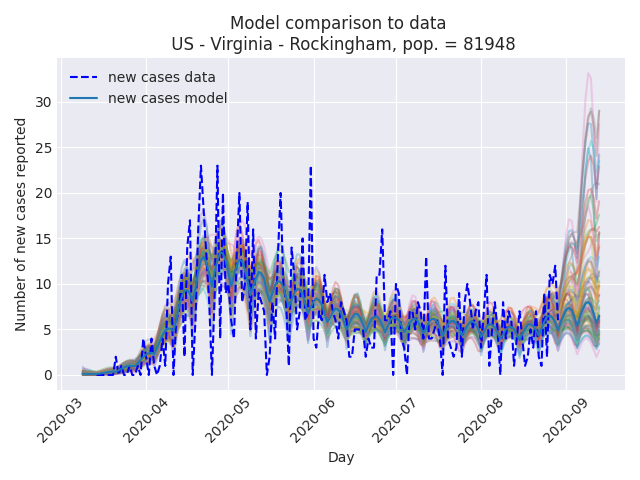 Model comparison to data
US - Virginia - Rockingham, pop. = 81948
new cases data
new cases model
Number of new cases reported
30
25
20
15
10
5
0
2020-03
2020-04
2020-05
2020-06
2020-07
2020-08
2020-09
Day